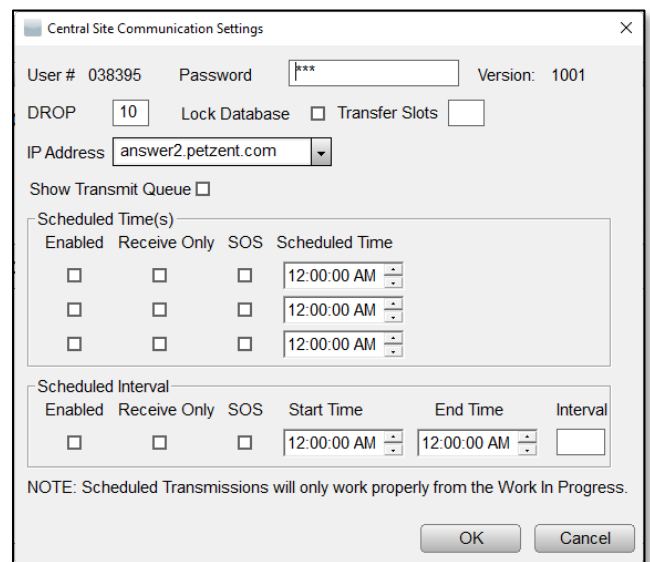 Central Site Communication Settings
User # 038395 Password *** Version: 1001
DROP 10 Lock Database Transfer Slots
IP Address answer2.petzent.com
Show Transmit Queue
Scheduled Time(s)
Enabled Receive Only SOS Scheduled Time
12:00:00 AM
12:00:00 AM
12:00:00 AM
Scheduled Interval
Enabled Receive Only SOS Start Time End Time Interval
12:00:00 AM 12:00:00 AM
NOTE: Scheduled Transmissions will only work properly from the Work In Progress.
OK Cancel